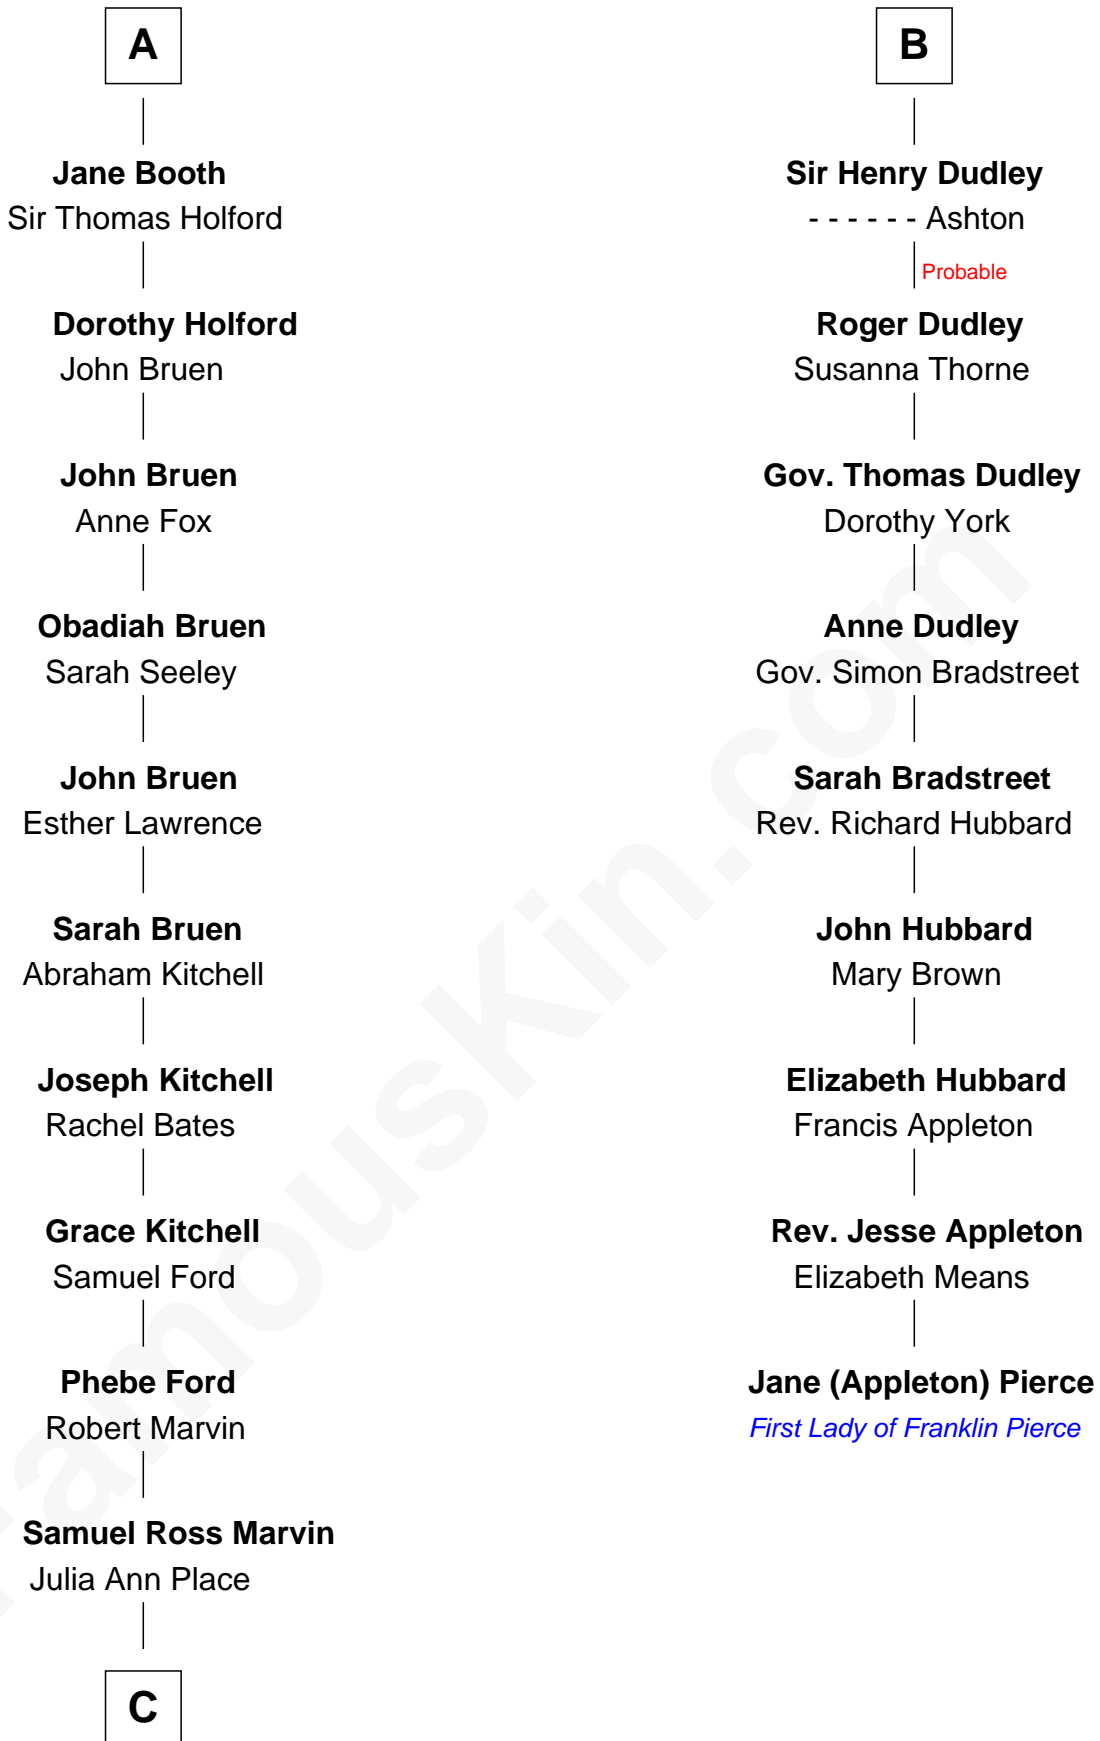 A
Jane Booth
Sir Thomas Holford
Dorothy Holford
John Bruen
John Bruen
Anne Fox
Obadiah Bruen
Sarah Seeley
John Bruen
Esther Lawrence
Sarah Bruen
Abraham Kitchell
Joseph Kitchell
Rachel Bates
Grace Kitchell
Samuel Ford
Phebe Ford
Robert Marvin
Samuel Ross Marvin
Julia Ann Place
C
B
Sir Henry Dudley
- - - - - - Ashton
Probable
Roger Dudley
Susanna Thorne
Gov. Thomas Dudley
Dorothy York
Anne Dudley
Gov. Simon Bradstreet
Sarah Bradstreet
Rev. Richard Hubbard
John Hubbard
Mary Brown
Elizabeth Hubbard
Francis Appleton
Rev. Jesse Appleton
Elizabeth Means
Jane (Appleton) Pierce
First Lady of Franklin Pierce
FamousKin.com